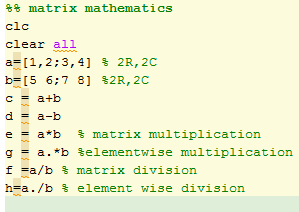 %% matrix mathematics
clc
clear all
a=[1,2;3,4] % 2R,2C
b=[5 6;7 8] %2R,2C
c = a+b
d = a-b
e = a*b  % matrix multiplication
g = a.*b %elementwise multiplication
f =a/b % matrix division
h=a./b % element wise division